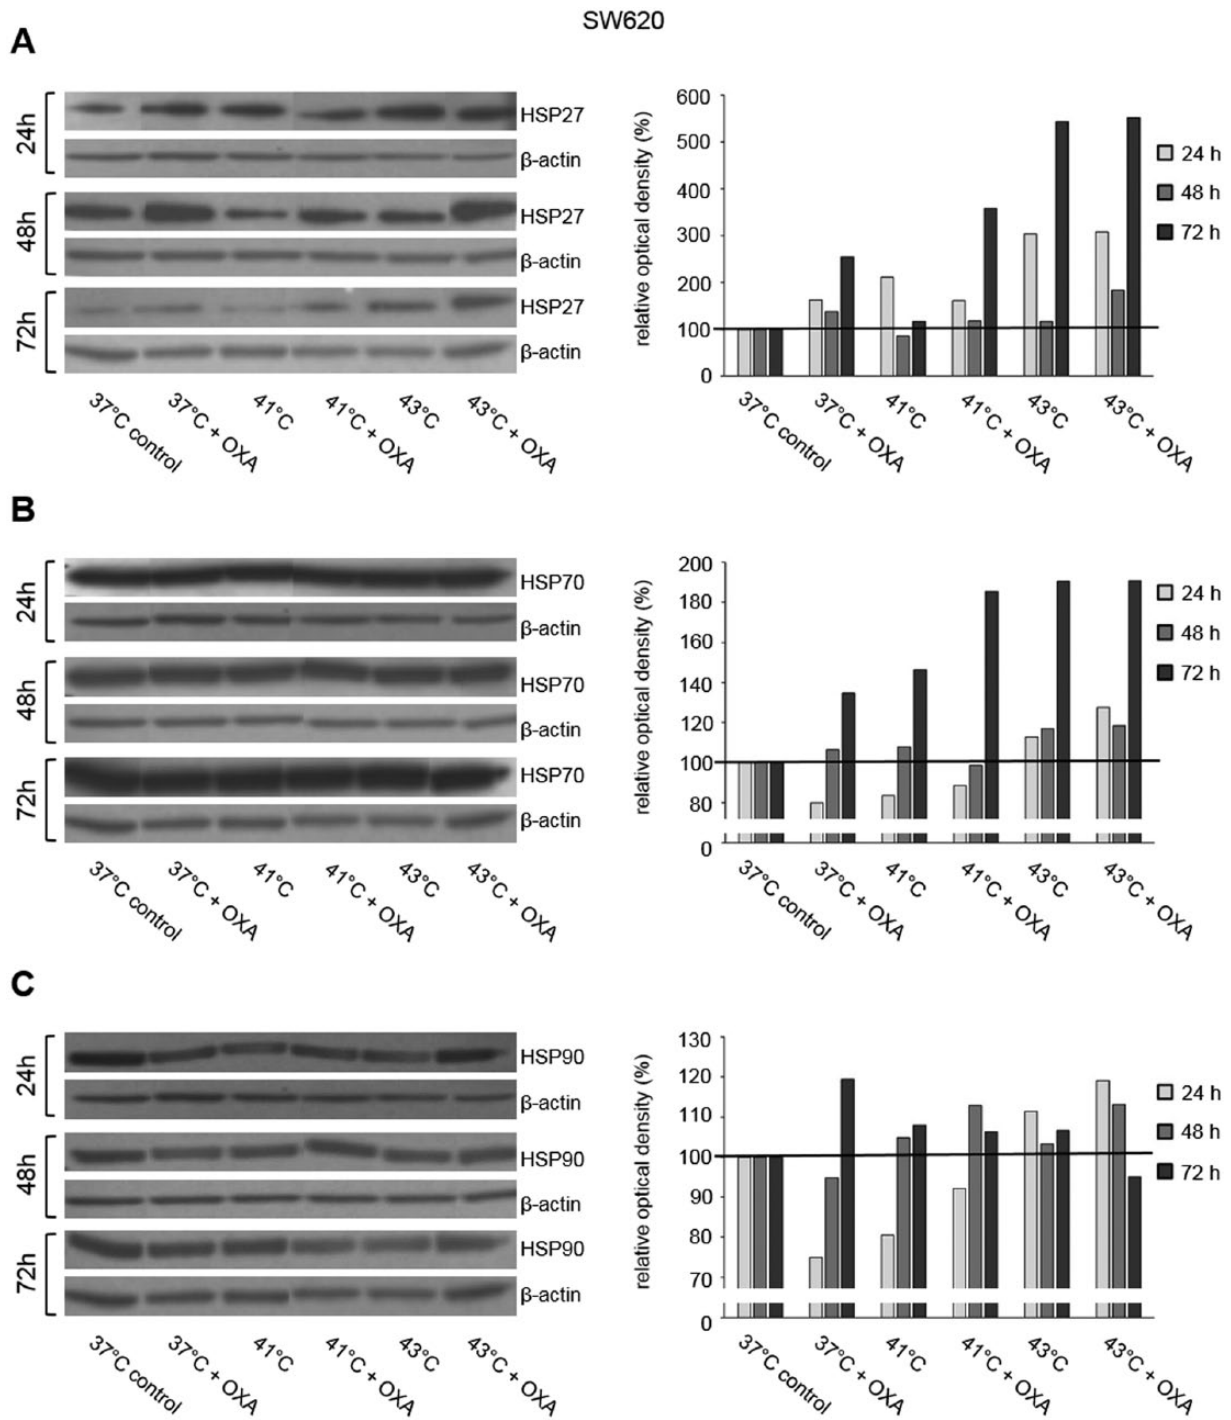 SW620
A
24h
HSP27
β-actin
48h
HSP27
β-actin
72h
HSP27
β-actin
37°C control
37°C + OXA
41°C
41°C + OXA
43°C
43°C + OXA
relative optical density (%)
600
500
400
300
200
100
0
24 h
48 h
72 h
37°C control
37°C + OXA
41°C
41°C + OXA
43°C
43°C + OXA
B
24h
HSP70
β-actin
48h
HSP70
β-actin
72h
HSP70
β-actin
37°C control
37°C + OXA
41°C
41°C + OXA
43°C
43°C + OXA
relative optical density (%)
200
180
160
140
120
100
80
0
24 h
48 h
72 h
37°C control
37°C + OXA
41°C
41°C + OXA
43°C
43°C + OXA
C
24h
HSP90
β-actin
48h
HSP90
β-actin
72h
HSP90
β-actin
37°C control
37°C + OXA
41°C
41°C + OXA
43°C
43°C + OXA
relative optical density (%)
130
120
110
100
90
80
70
0
24 h
48 h
72 h
37°C control
37°C + OXA
41°C
41°C + OXA
43°C
43°C + OXA